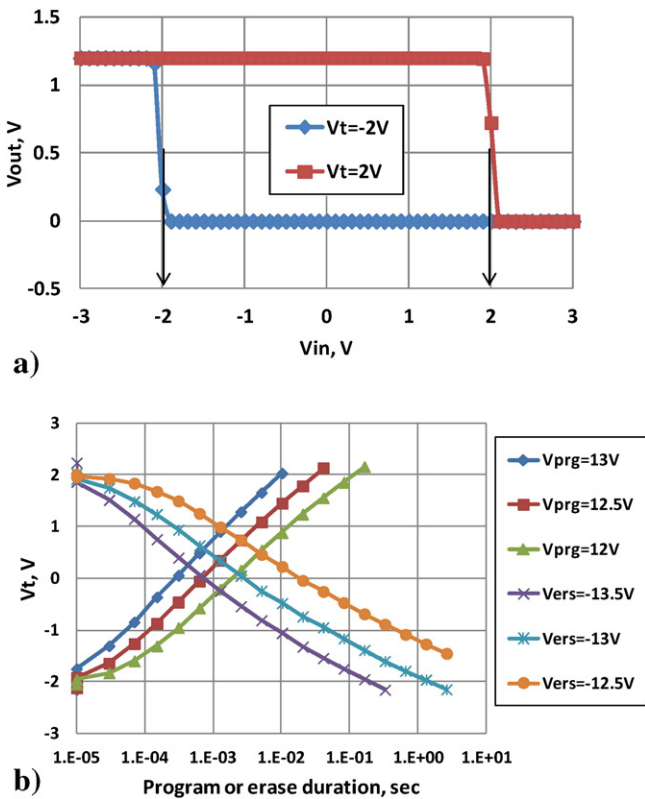 1.5
1
0.5
0
-0.5
Vout, V
Vt=-2V
Vt=2V
-3 -2 -1 0 1 2 3
Vin, V
a)
3
2
1
0
-1
-2
-3
Vt, V
1.E-05 1.E-04 1.E-03 1.E-02 1.E-01 1.E+00 1.E+01
Program or erase duration, sec
b)
Vprg=13V
Vprg=12.5V
Vprg=12V
Vers=-13.5V
Vers=-13V
Vers=-12.5V